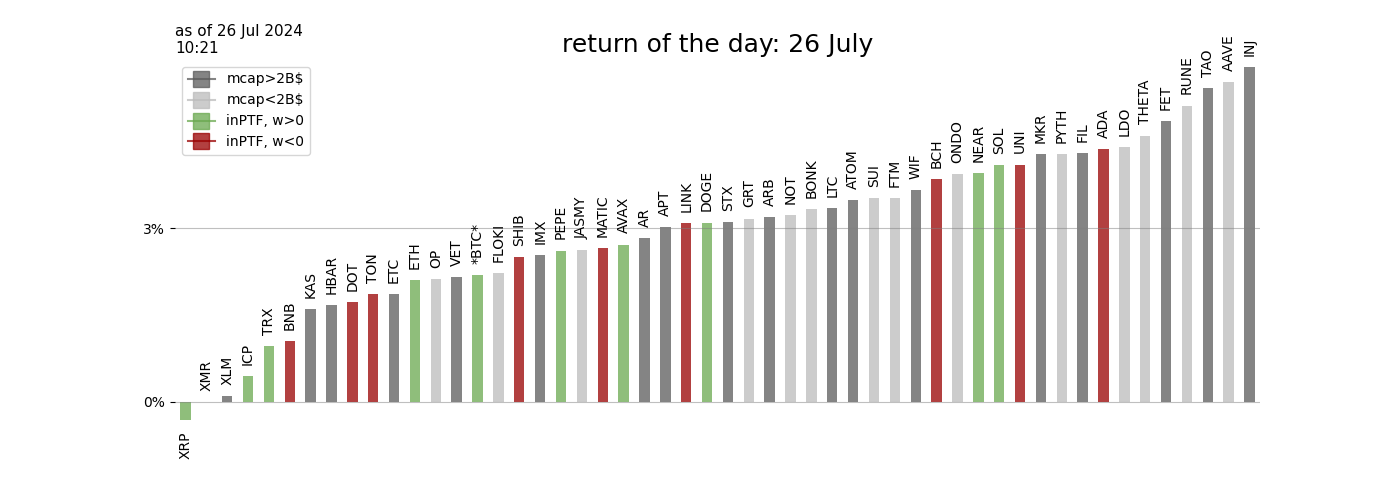 as of 26 Jul 2024
10:21
return of the day: 26 July
mcap>2B$
mcap<2B$
inPTF, w>0
inPTF, w<0
3%
0%
XRP
XMR
XLM
ICP
TRX
BNB
KAS
HBAR
DOT
TON
ETC
ETH
OP
VET
*BTC*
FLOKI
SHIB
IMX
PEPE
JASMY
MATIC
AVAX
AR
APT
LINK
DOGE
STX
GRT
ARB
NOT
BONK
LTC
ATOM
SUI
FTM
WIF
BCH
ONDO
NEAR
SOL
UNI
MKR
PYTH
FIL
ADA
LDO
THETA
FET
RUNE
TAO
AAVE
INJ